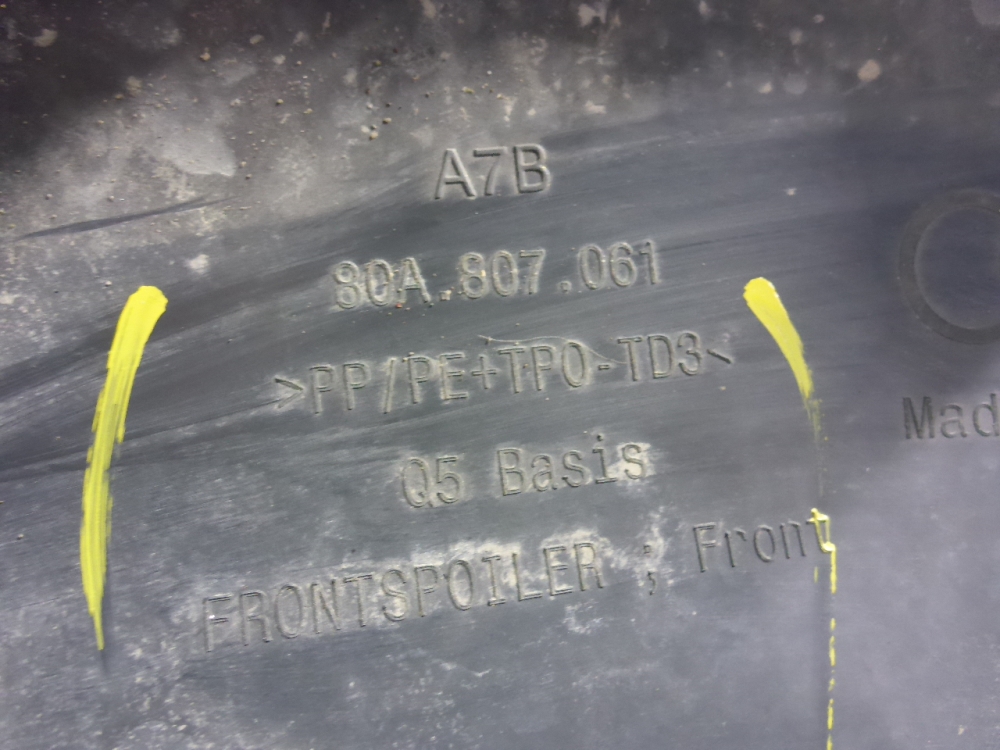 A7B
80A.807.061
>PP/PE+TPO-TD3<
Q5 Basis
FRONTSPOILER ; Front
Mad